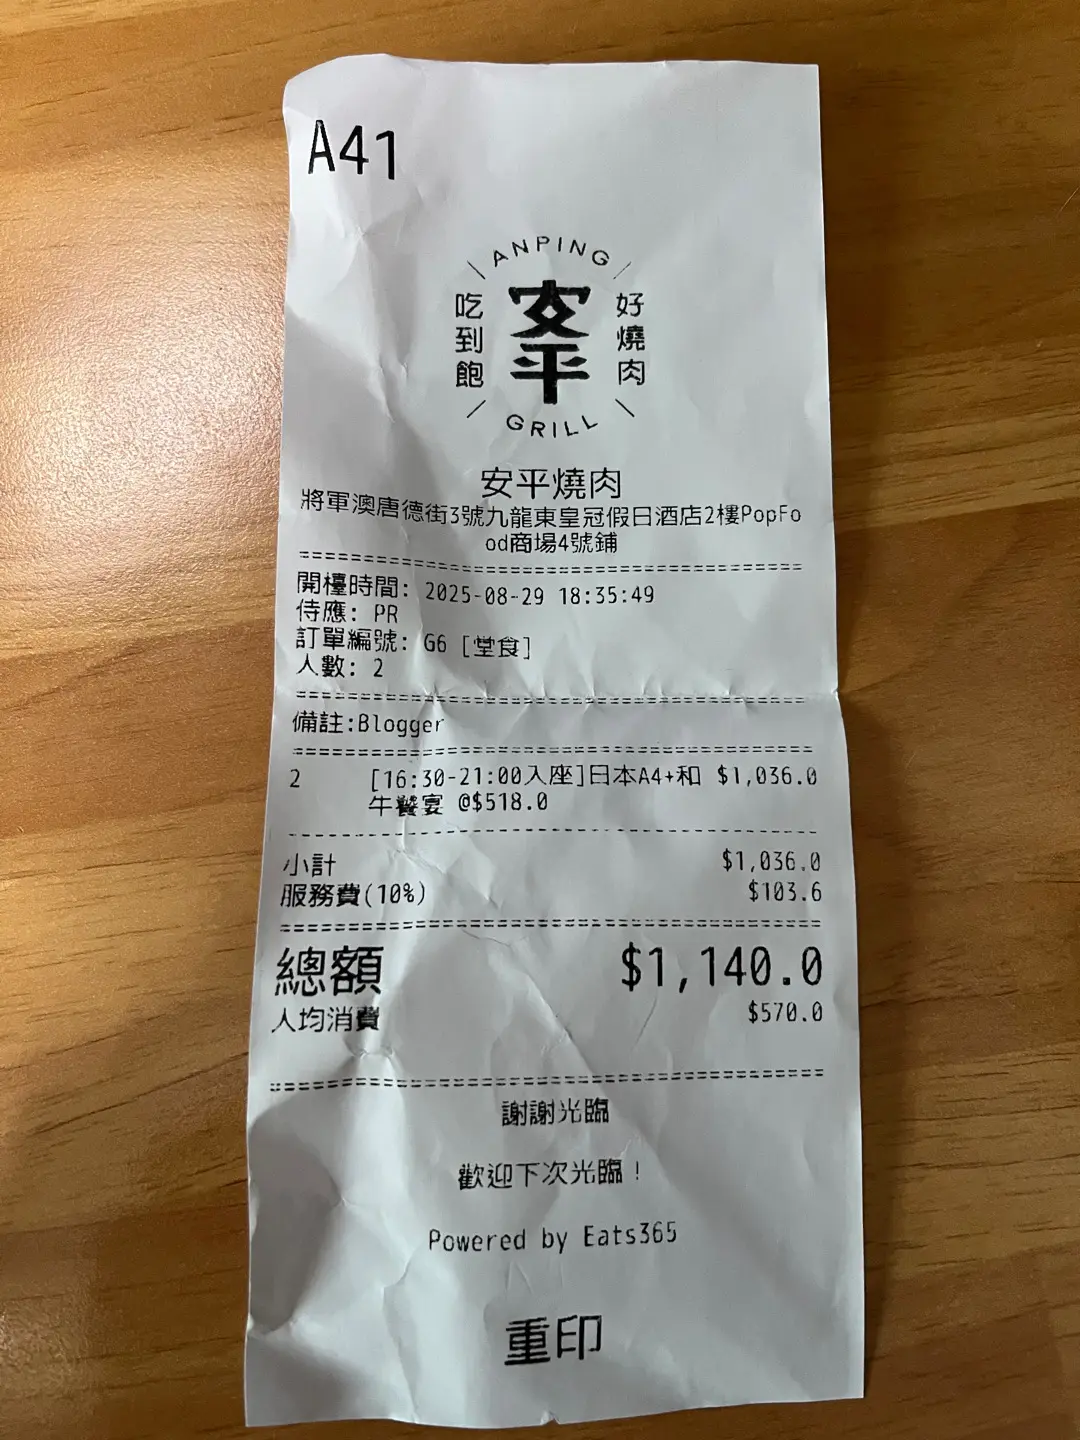 A41
ANPING
吃到飽
安平
好燒肉
GRILL
安平燒肉
將軍澳唐德街3號九龍東皇冠假日酒店2樓PopFo
od商場4號鋪
開檯時間: 2025-08-29 18:35:49
侍應: PR
訂單編號: G6 [堂食]
人數: 2
備註:Blogger
2 [16:30-21:00入座]日本A4+和 $1,036.0
牛饗宴 @$518.0
小計 $1,036.0
服務費(10%) $103.6
總額 $1,140.0
人均消費 $570.0
謝謝光臨
歡迎下次光臨！
Powered by Eats365
重印